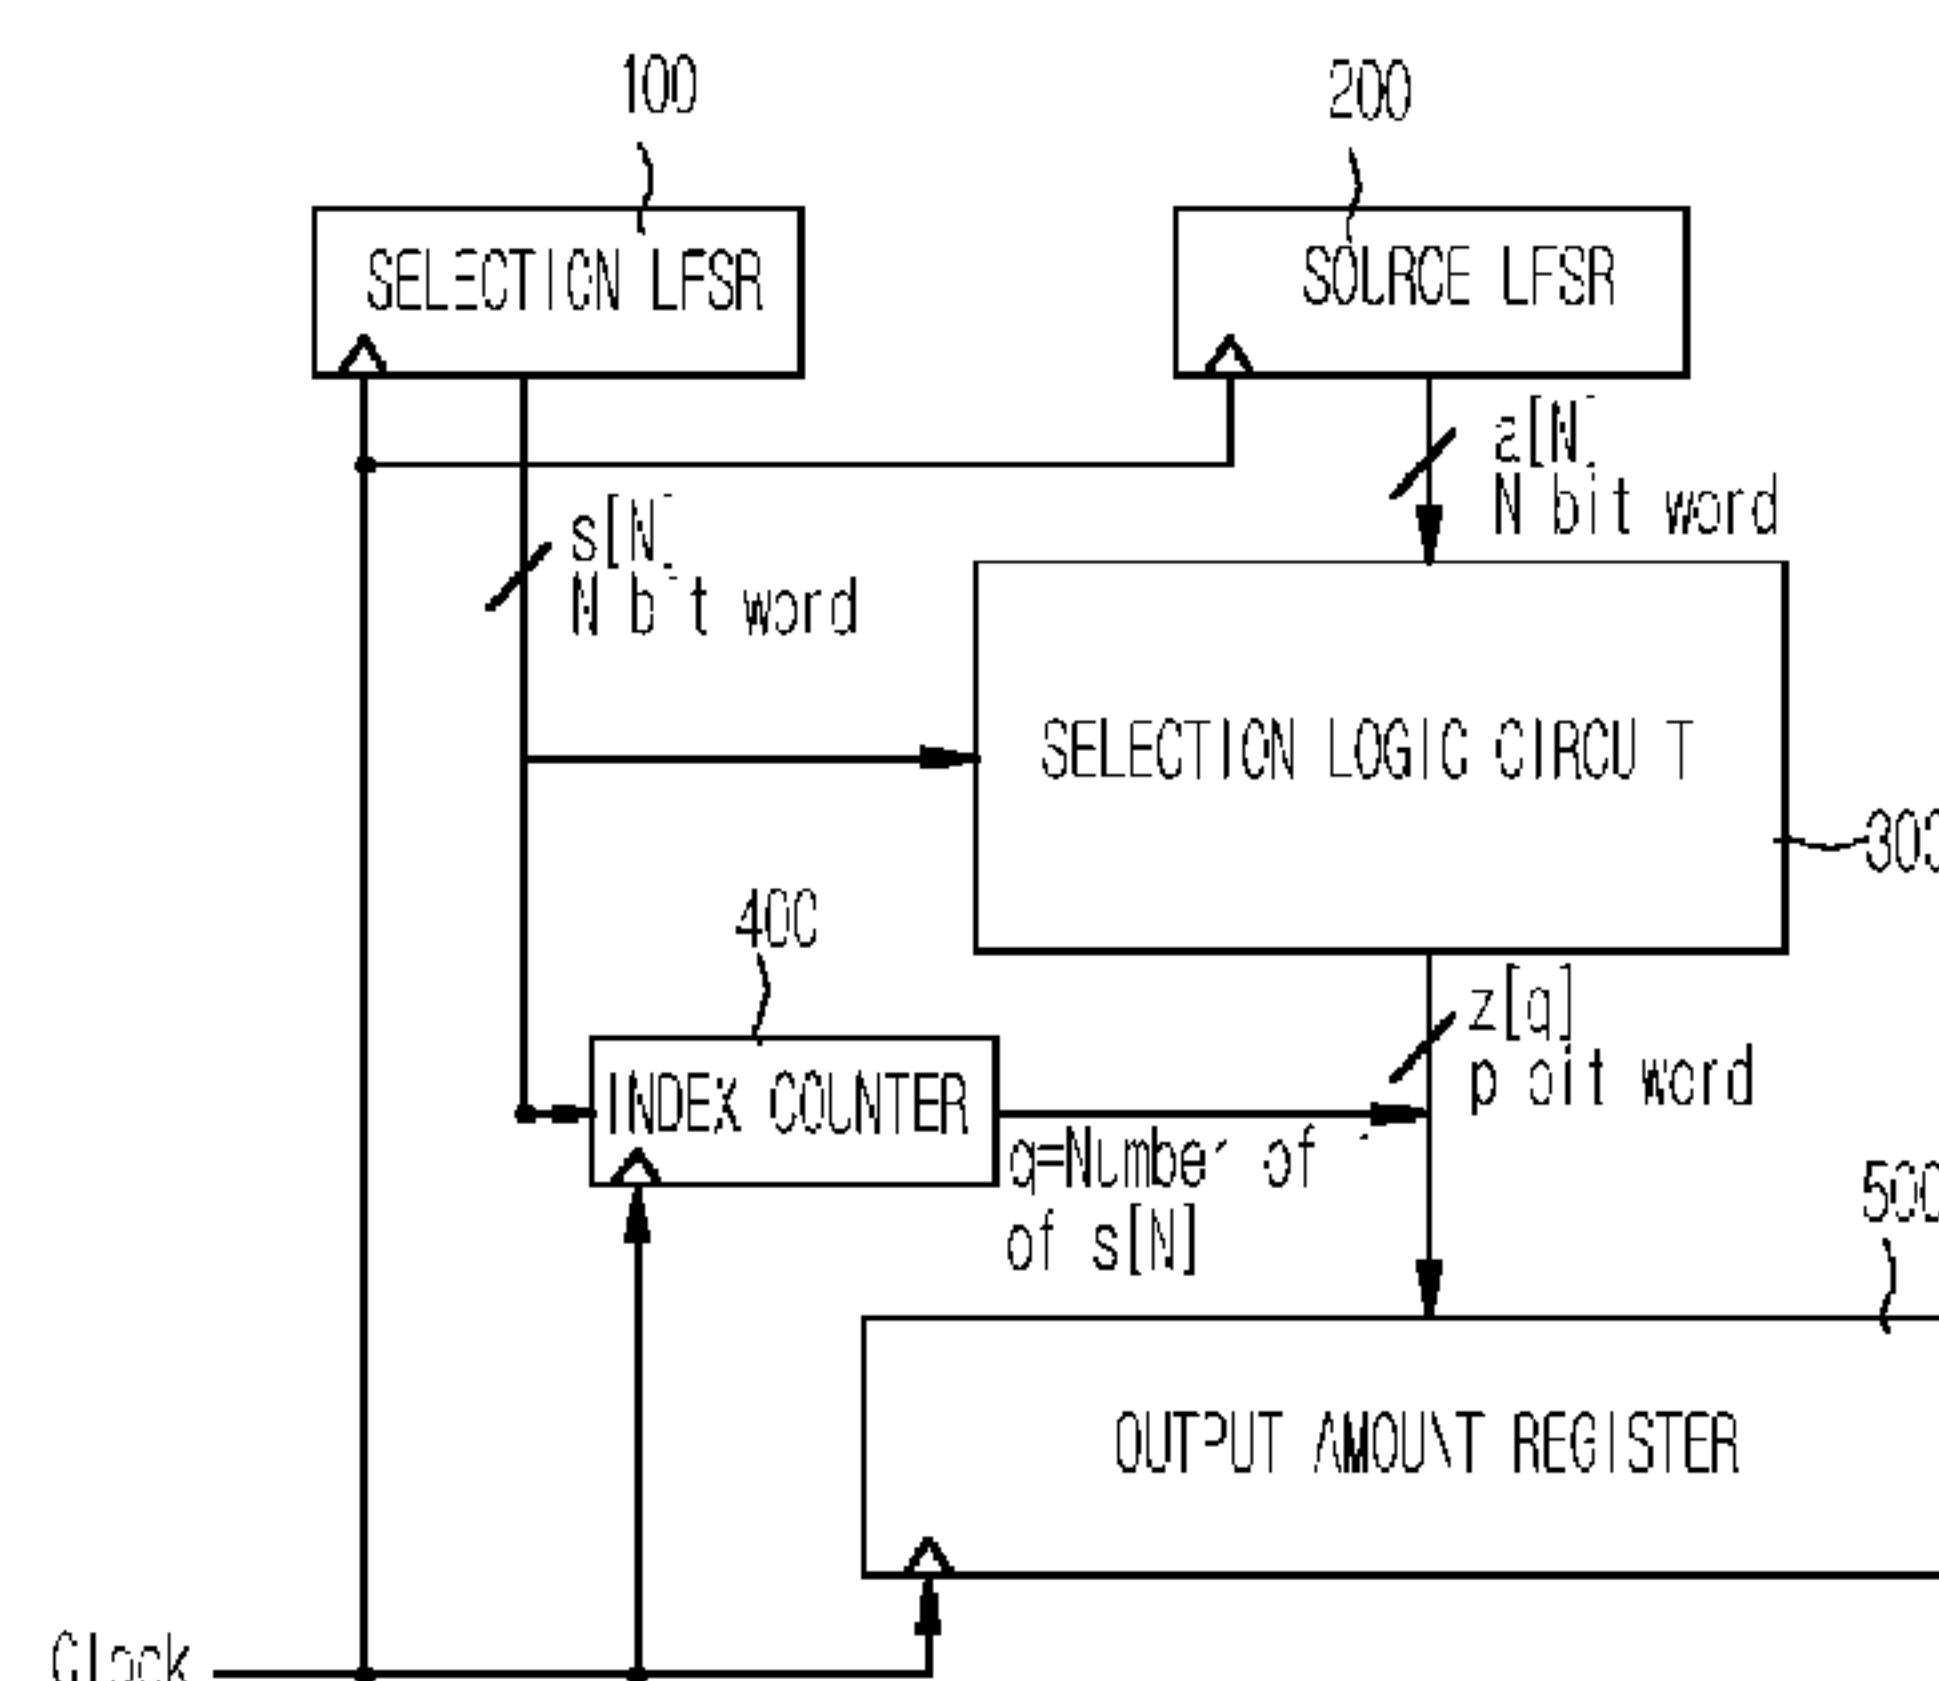 100
200
SELECTION LFSR
SOURCE LFSR
a[N]
N bit word
s[N]
N bit word
SELECTION LOGIC CIRCUIT
300
400
z[q]
p bit word
INDEX COUNTER
q=Number of
of s[N]
500
OUTPUT AMOUNT REGISTER
Clock